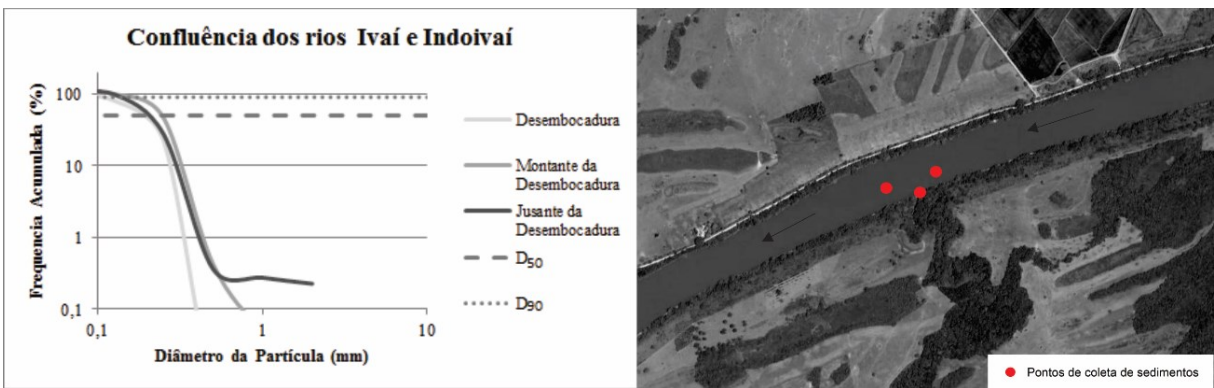 Confluência dos rios Ivaí e Indoivaí
Frequencia Acumulada (%)
100
10
1
0,1
0,1
1
10
Diâmetro da Partícula (mm)
Desembocadura
Montante da
Desembocadura
Jusante da
Desembocadura
D50
D90
Pontos de coleta de sedimentos